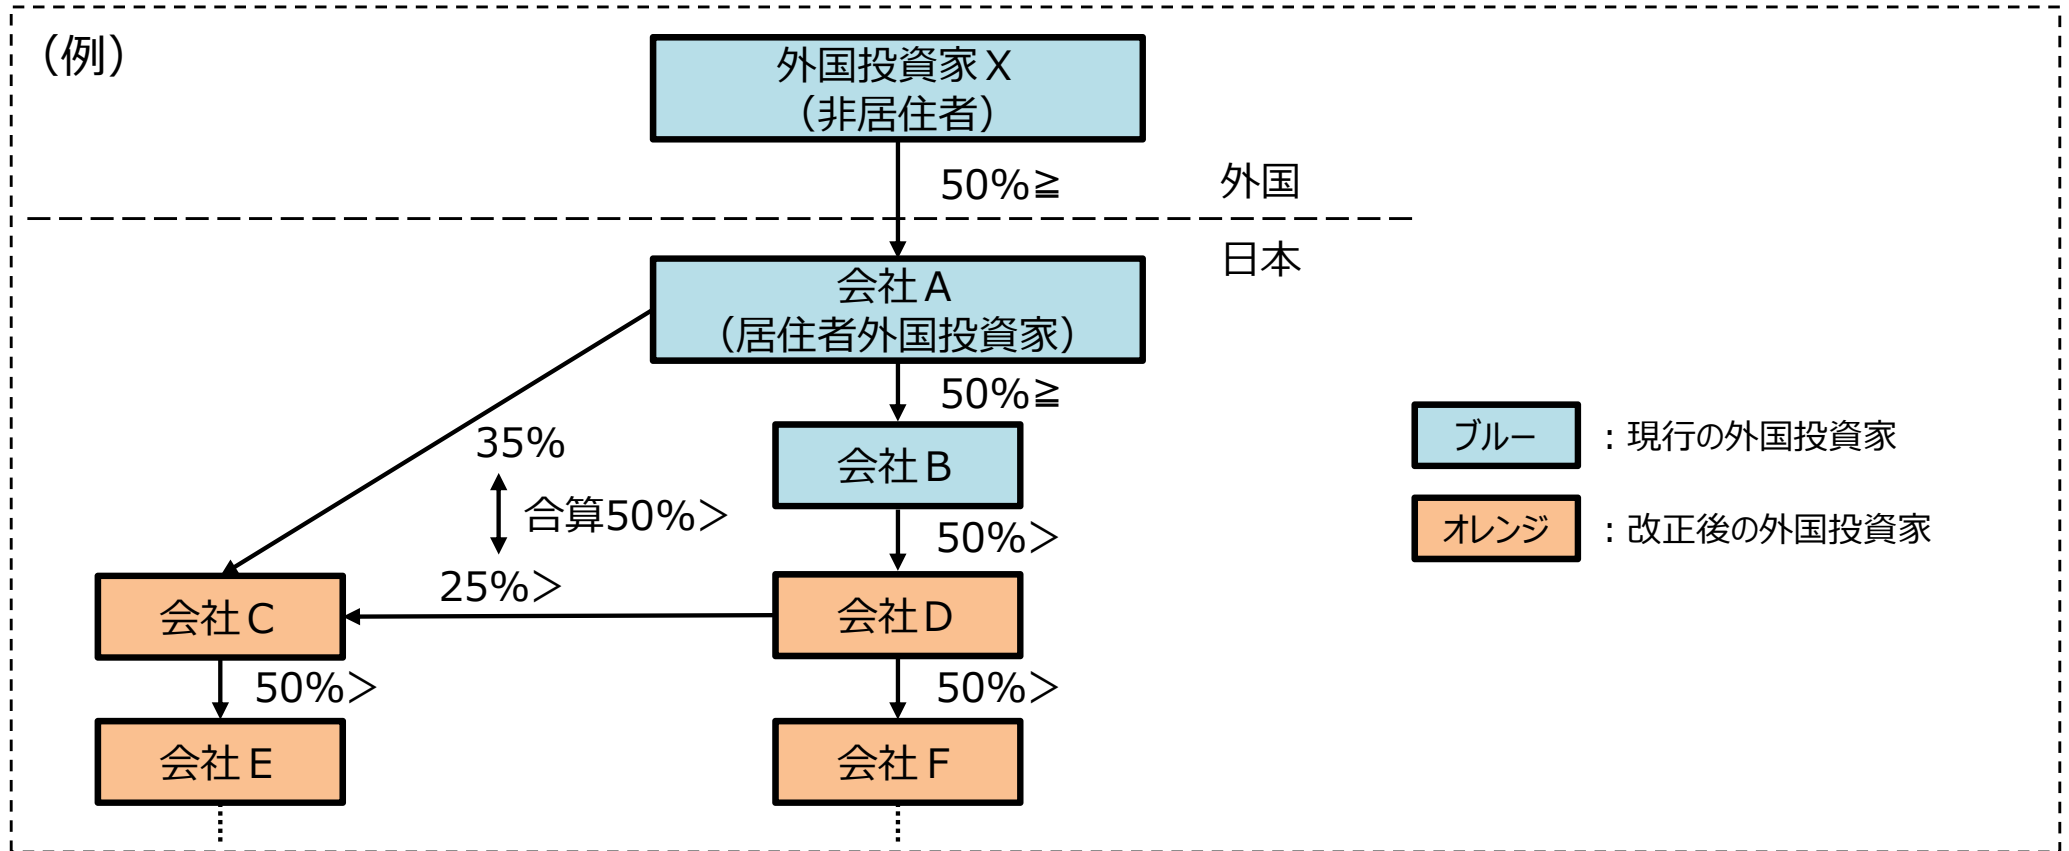 （例）
外国投資家Ｘ
（非居住者）
50%≧
外国
日本
会社Ａ
（居住者外国投資家）
50%≧
35%
合算50%＞
25%＞
会社Ｂ
50%＞
会社Ｃ
会社Ｄ
50%＞
50%＞
会社Ｅ
会社Ｆ
ブルー
：現行の外国投資家
オレンジ
：改正後の外国投資家